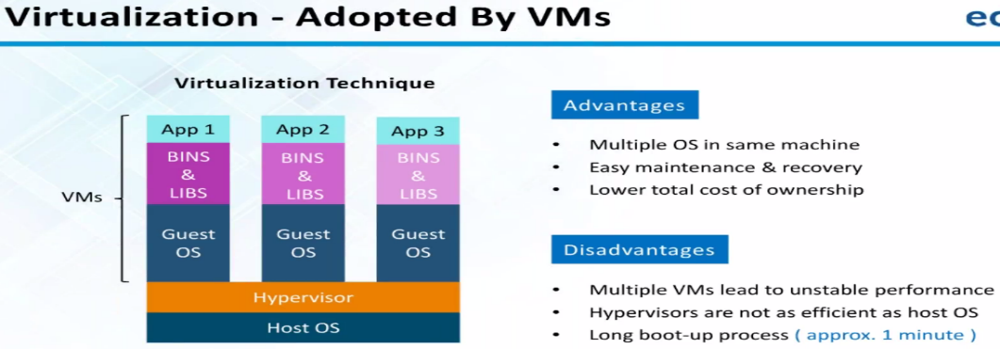 Virtualization - Adopted By VMs
Virtualization Technique
VMs
App 1
BINS
&
LIBS
Guest
OS
App 2
BINS
&
LIBS
Guest
OS
App 3
BINS
&
LIBS
Guest
OS
Hypervisor
Host OS
Advantages
• Multiple OS in same machine
• Easy maintenance & recovery
• Lower total cost of ownership
Disadvantages
• Multiple VMs lead to unstable performance
• Hypervisors are not as efficient as host OS
• Long boot-up process ( approx. 1 minute )